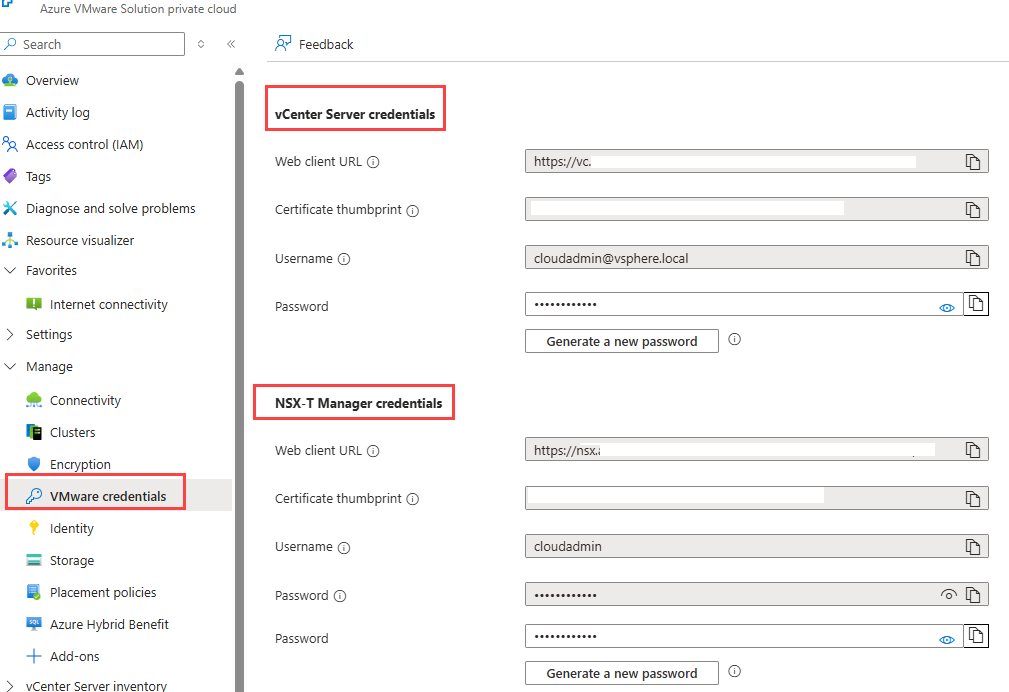 Azure VMware Solution private cloud
Search
Feedback
Overview
Activity log
Access control (IAM)
Tags
Diagnose and solve problems
Resource visualizer
Favorites
Internet connectivity
Settings
Manage
Connectivity
Clusters
Encryption
VMware credentials
Identity
Storage
Placement policies
SQL
Azure Hybrid Benefit
Add-ons
vCenter Server inventory
vCenter Server credentials
Web client URL
https://vc.
Certificate thumbprint
Username
cloudadmin@vsphere.local
Password
••••••••••••
Generate a new password
NSX-T Manager credentials
Web client URL
https://nsx.
Certificate thumbprint
Username
cloudadmin
Password
••••••••••••
Password
••••••••••••
Generate a new password